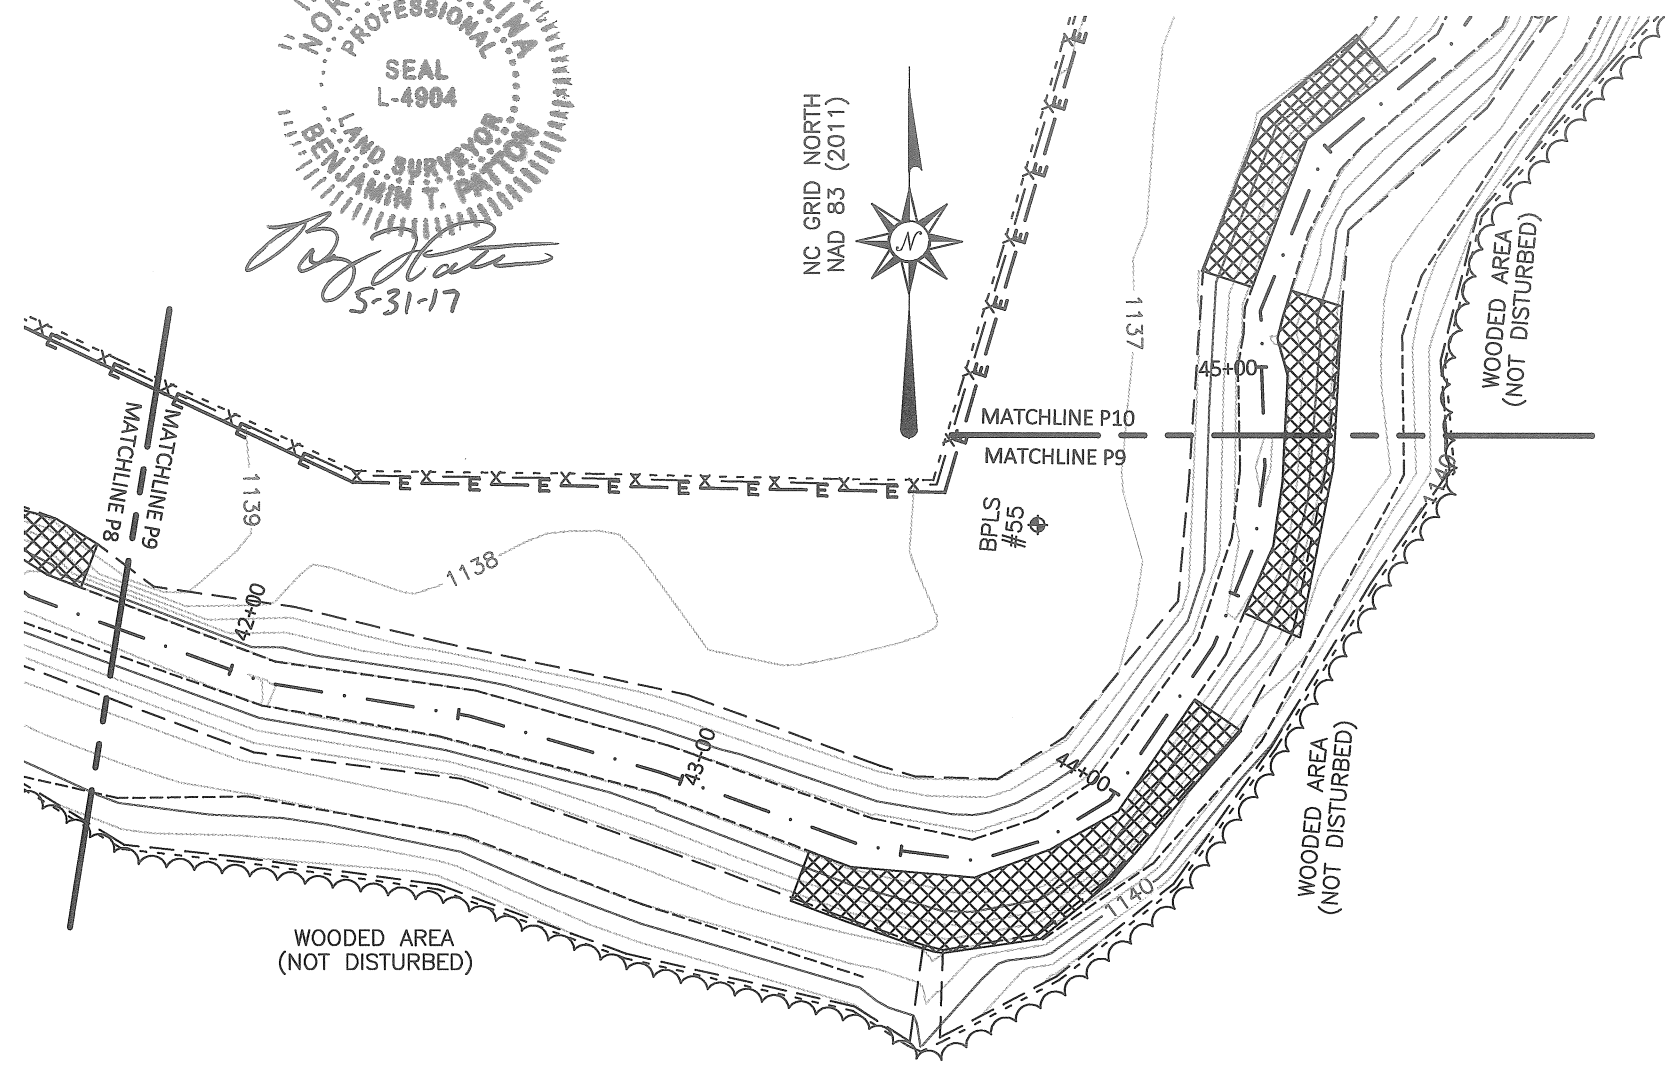 PROFESSIONAL
SEAL
L-4904
LAND SURVEYOR
BENJAMIN T. PATTON
5-31-17
NC GRID NORTH
NAD 83 (2011)
N
1137
WOODED AREA
(NOT DISTURBED)
45+00
MATCHLINE P10
MATCHLINE P9
1140
MATCHLINE P9
MATCHLINE P8
1139
BPLS
#55
1138
42+00
43+00
44+00
WOODED AREA
(NOT DISTURBED)
1140
WOODED AREA
(NOT DISTURBED)